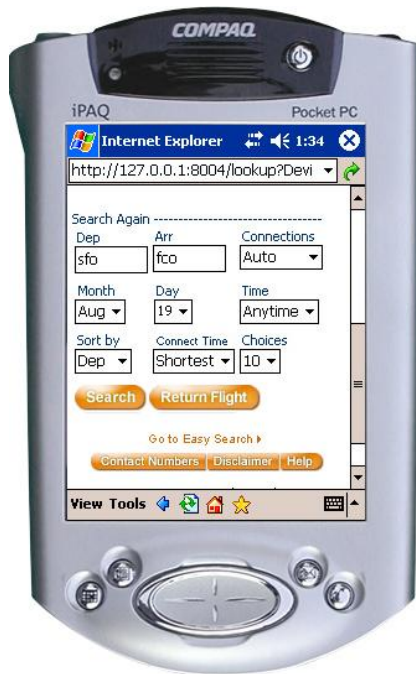 COMPAQ
iPAQ Pocket PC
Internet Explorer 1:34
http://127.0.0.1:8004/lookup?Devi
Search Again
Dep Arr Connections
sfo fco Auto
Month Day Time
Aug 19 Anytime
Sort by Connect Time Choices
Dep Shortest 10
Search Return Flight
Go to Easy Search
Contact Numbers Disclaimer Help
View Tools